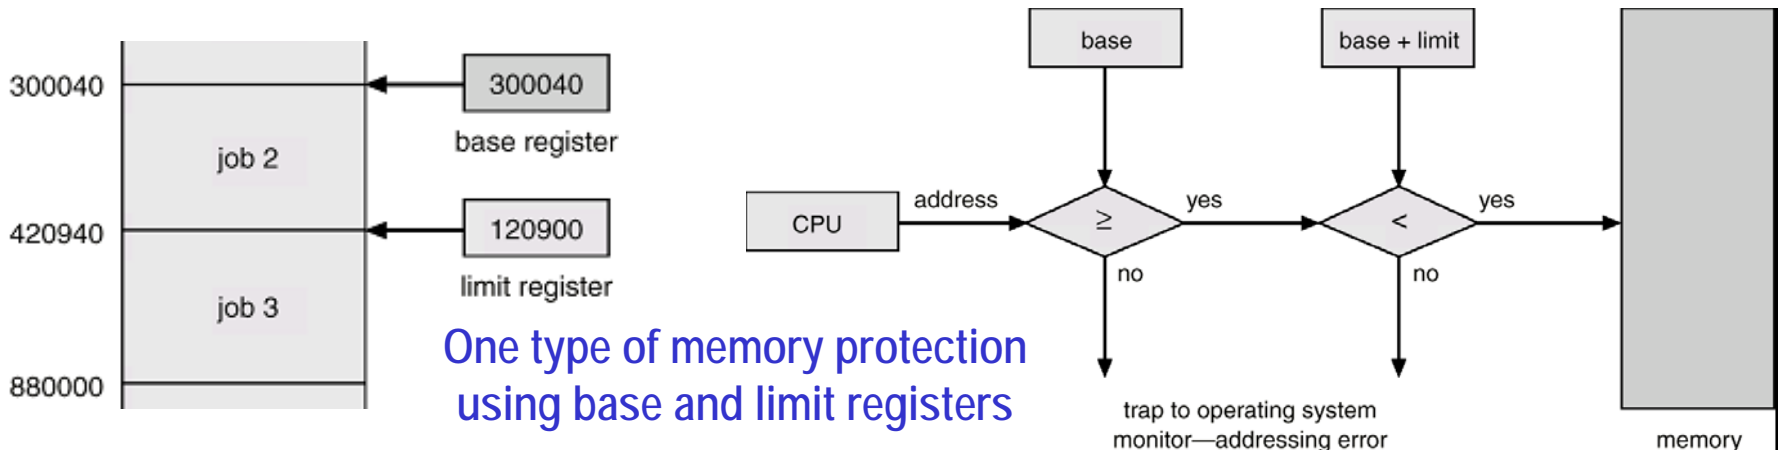 300040
job 2
420940
job 3
880000
300040
base register
120900
limit register
One type of memory protection
using base and limit registers
base
base + limit
CPU
address
≥
yes
<
yes
no
no
trap to operating system
monitor—addressing error
memory